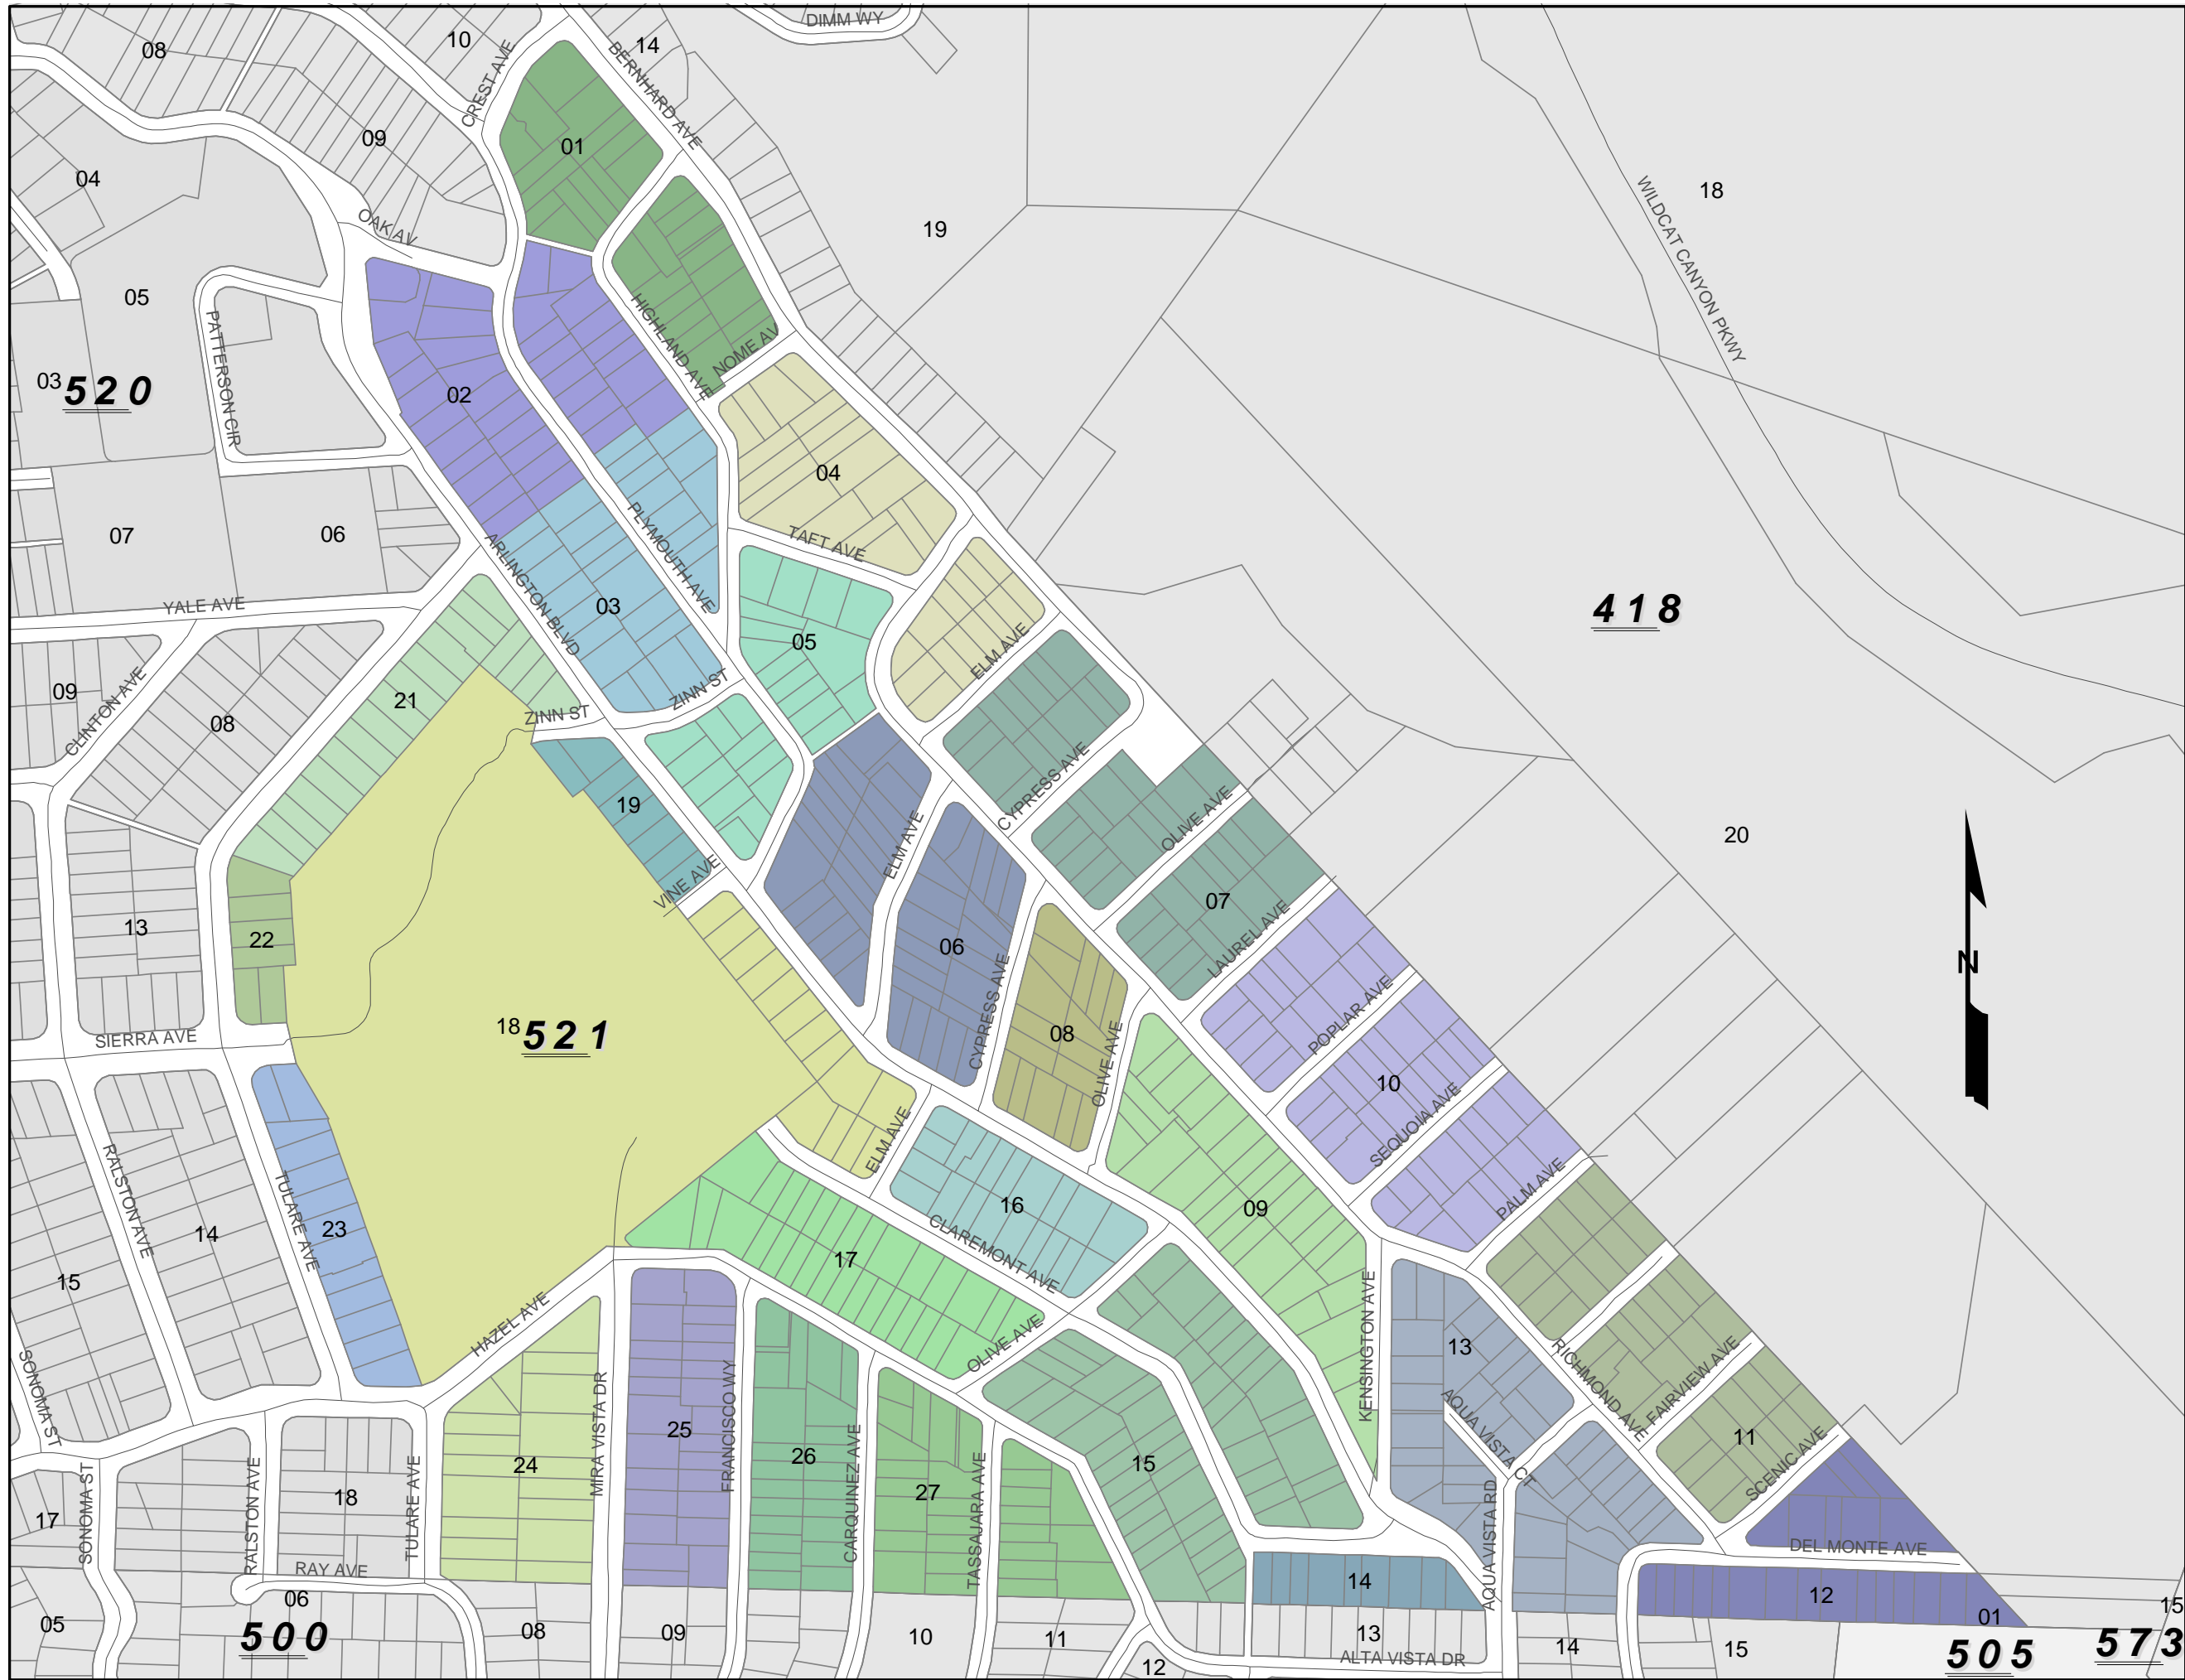 DIMM WY
08
10
CREST AVE
BERNHARD AVE
14
09
01
04
OAK AV
19
18
WILDCAT CANYON PKWY
05
PATTERSON CIR
HIGHLAND AVE
NOME AV
03
520
02
04
07
06
ARLINGTON BLVD
PLYMOUTH AVE
TAFT AVE
YALE AVE
03
418
05
ELM AVE
09
CLINTON AVE
08
21
ZINN ST
ZINN ST
19
CYPRESS AVE
OLIVE AVE
20
VINE AVE
ELM AVE
07
LAUREL AVE
13
22
06
CYPRESS AVE
N
SIERRA AVE
18
521
08
OLIVE AVE
POPLAR AVE
10
SEQUOIA AVE
ELM AVE
RALSTON AVE
TULARE AVE
23
14
15
16
09
PALM AVE
CLAREMONT AVE
17
HAZEL AVE
KENSINGTON AVE
OLIVE AVE
13
RICHMOND AVE
FAIRVIEW AVE
SONOMA ST
MIRA VISTA DR
FRANCISCO WY
AQUA VISTA CT
25
24
26
CARQUINEZ AVE
27
TASSAJARA AVE
15
11
SCENIC AVE
17
SONOMA ST
RALSTON AVE
18
TULARE AVE
AQUA VISTA RD
DEL MONTE AVE
RAY AVE
06
14
12
01
15
05
500
08
09
10
11
12
13
ALTA VISTA DR
14
15
505
573